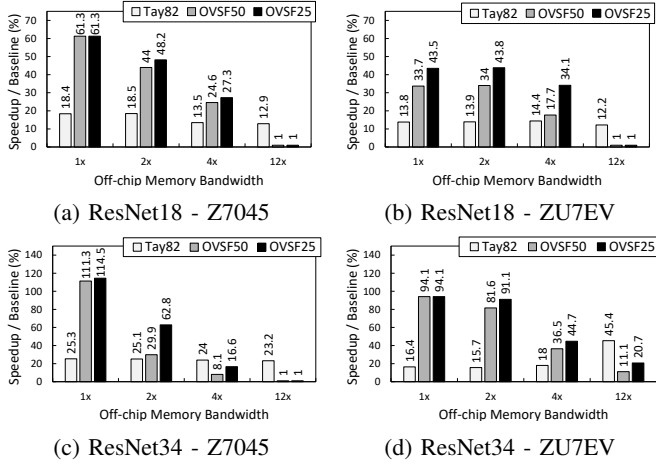 Tay82 OVSF50 OVSF25
Speedup / Baseline (%)
70
60
50
40
30
20
10
0
18.4 61.3 61.3
18.5 44 48.2
13.5 24.6 27.3
12.9 1 1
1x 2x 4x 12x
Off-chip Memory Bandwidth
(a) ResNet18 - Z7045
Tay82 OVSF50 OVSF25
Speedup / Baseline (%)
70
60
50
40
30
20
10
0
13.8 33.7 43.5
13.9 34 43.8
14.4 17.7 34.1
12.2 1 1
1x 2x 4x 12x
Off-chip Memory Bandwidth
(b) ResNet18 - ZU7EV
Tay82 OVSF50 OVSF25
Speedup / Baseline (%)
140
120
100
80
60
40
20
0
25.3 111.3 114.5
25.1 29.9 62.8
24 8.1 16.6
23.2 1 1
1x 2x 4x 12x
Off-chip Memory Bandwidth
(c) ResNet34 - Z7045
Tay82 OVSF50 OVSF25
Speedup / Baseline (%)
140
120
100
80
60
40
20
0
16.4 94.1 94.1
15.7 81.6 91.1
18 36.5 44.7
45.4 11.1 20.7
1x 2x 4x 12x
Off-chip Memory Bandwidth
(d) ResNet34 - ZU7EV